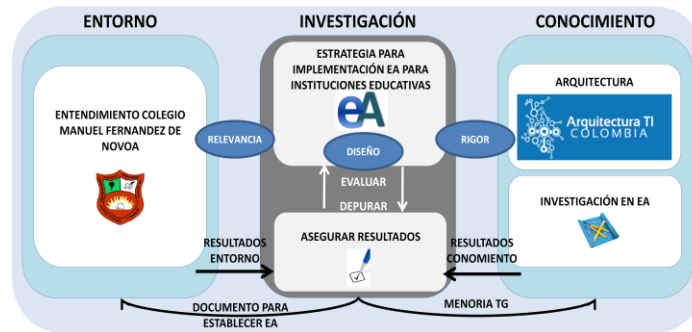 ENTORNO
INVESTIGACIÓN
CONOCIMIENTO
ENTENDIMIENTO COLEGIO
MANUEL FERNANDEZ DE
NOVOA
RELEVANCIA
ESTRATEGIA PARA
IMPLEMENTACIÓN EA PARA
INSTITUCIONES EDUCATIVAS
eA
DISEÑO
EVALUAR
DEPURAR
ASEGURAR RESULTADOS
RIGOR
ARQUITECTURA
Arquitectura TI
COLOMBIA
INVESTIGACIÓN EN EA
RESULTADOS
ENTORNO
RESULTADOS
CONOMIENTO
DOCUMENTO PARA
ESTABLECER EA
MENORIA TG